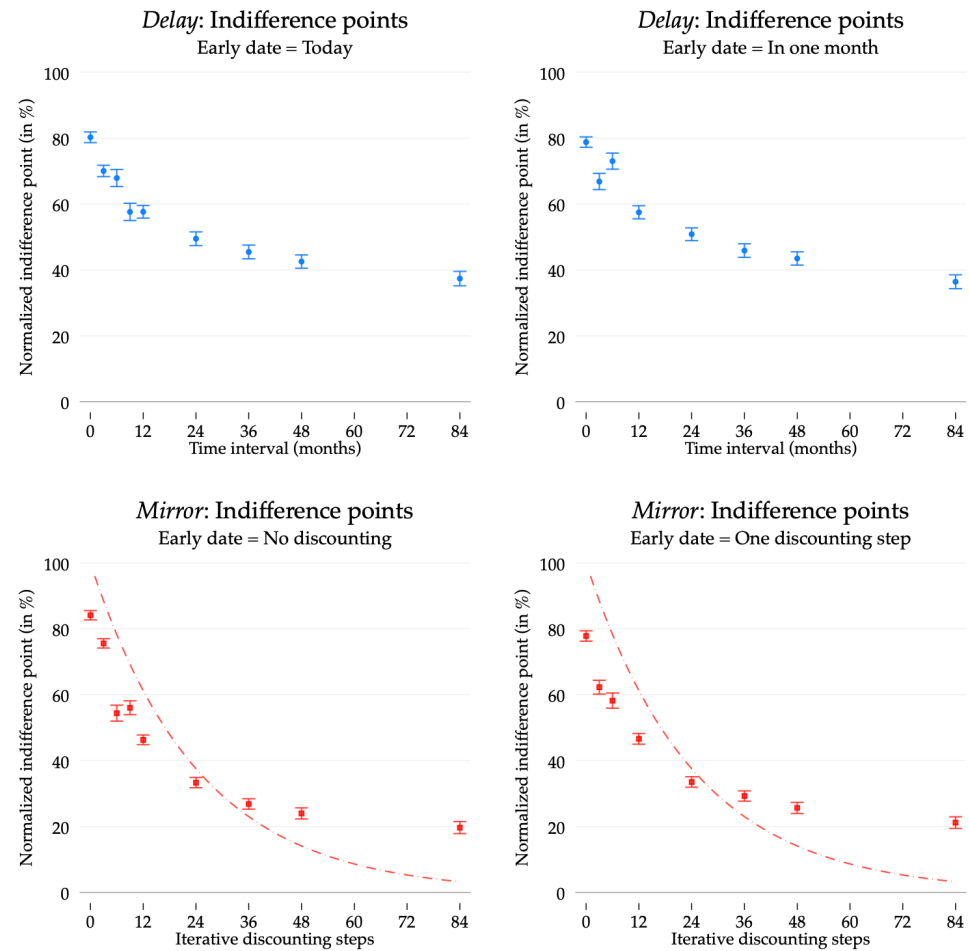 Delay: Indifference points
Early date = Today
Normalized indifference point (in %)
100
80
60
40
20
0
0 12 24 36 48 60 72 84
Time interval (months)
Delay: Indifference points
Early date = In one month
Normalized indifference point (in %)
100
80
60
40
20
0
0 12 24 36 48 60 72 84
Time interval (months)
Mirror: Indifference points
Early date = No discounting
Normalized indifference point (in %)
100
80
60
40
20
0
0 12 24 36 48 60 72 84
Iterative discounting steps
Mirror: Indifference points
Early date = One discounting step
Normalized indifference point (in %)
100
80
60
40
20
0
0 12 24 36 48 60 72 84
Iterative discounting steps